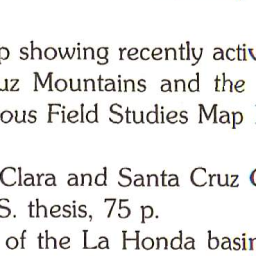 p showing recently activ
uz Mountains and the
ous Field Studies Map
Clara and Santa Cruz
S. thesis, 75 p.
of the La Honda basin